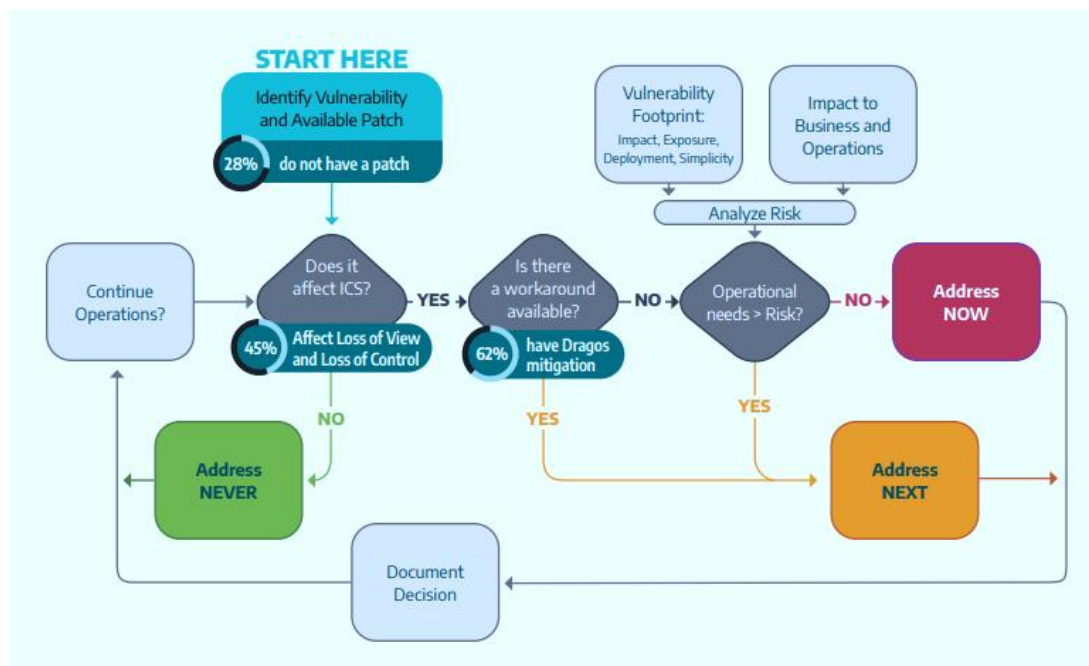 START HERE
Identify Vulnerability
and Available Patch
28%
do not have a patch
Vulnerability
Footprint:
Impact, Exposure,
Deployment, Simplicity
Impact to
Business and
Operations
Analyze Risk
Continue
Operations?
Does it
affect ICS?
45%
Affect Loss of View
and Loss of Control
YES
Is there
a workaround
available?
62%
have Dragos
mitigation
NO
Operational
needs > Risk?
NO
Address
NOW
NO
YES
YES
Address
NEVER
Address
NEXT
Document
Decision